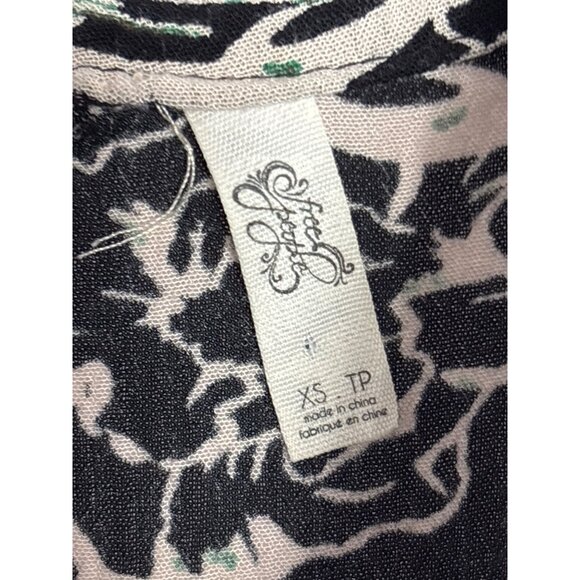 free
people
XS . TP
made in china
fabriqué en chine